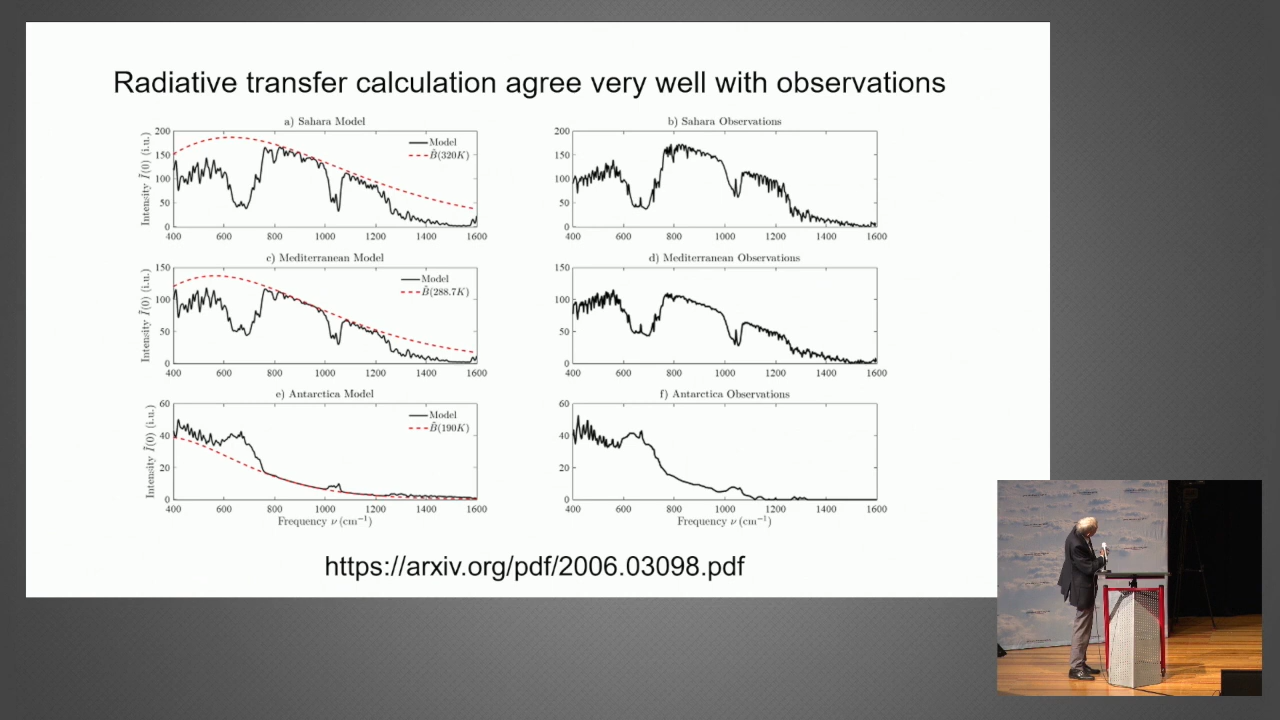 Radiative transfer calculation agree very well with observations
a) Sahara Model
Intensity Ĩ(0) (i.u.)
200
150
100
50
0
Model
B̃(320K)
400 600 800 1000 1200 1400 1600
b) Sahara Observations
200
150
100
50
0
400 600 800 1000 1200 1400 1600
c) Mediterranean Model
Intensity Ĩ(0) (i.u.)
150
100
50
0
Model
B̃(288.7K)
400 600 800 1000 1200 1400 1600
d) Mediterranean Observations
150
100
50
0
400 600 800 1000 1200 1400 1600
e) Antarctica Model
Intensity Ĩ(0) (i.u.)
60
40
20
0
Model
B̃(190K)
400 600 800 1000 1200 1400 1600
Frequency ν (cm⁻¹)
f) Antarctica Observations
60
40
20
0
400 600 800 1000 1200 1400 1600
Frequency ν (cm⁻¹)
https://arxiv.org/pdf/2006.03098.pdf